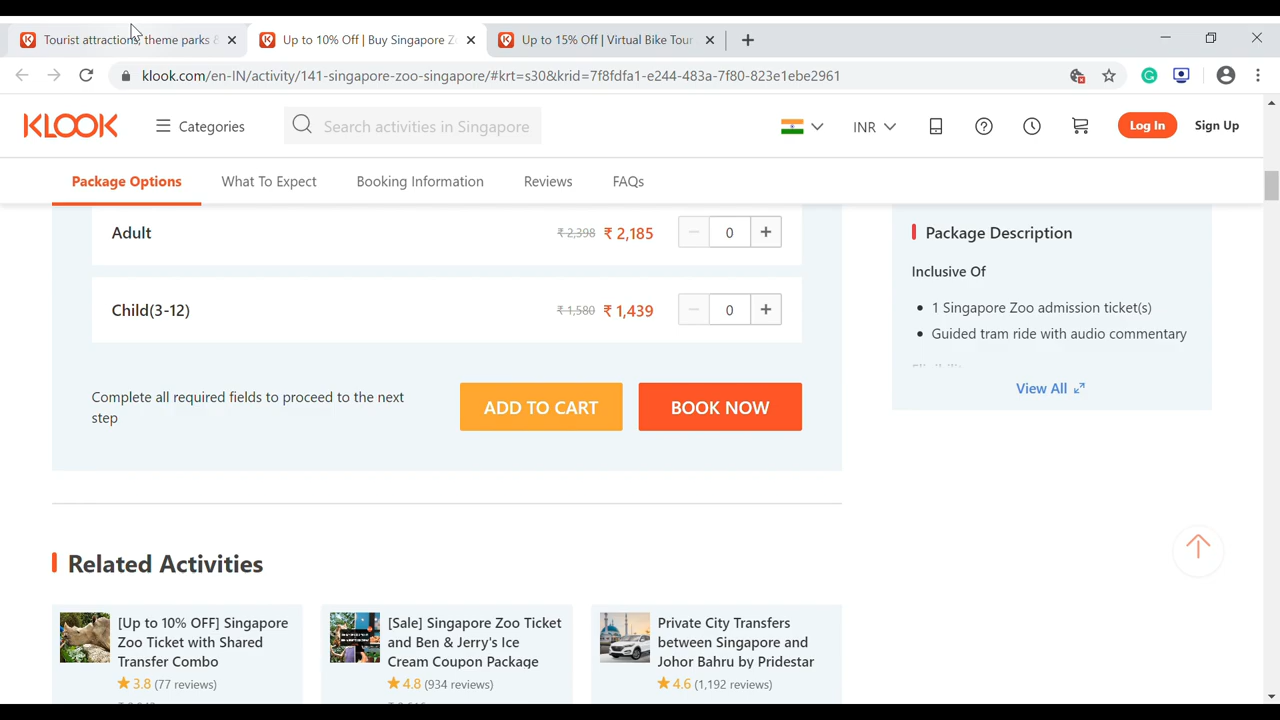 Tourist attractions theme parks & Up to 10% Off | Buy Singapore Z Up to 15% Off | Virtual Bike Tour
klook.com/en-IN/activity/141-singapore-zoo-singapore/#krt=s30&krid=7f8fdfa1-e244-483a-7f80-823e1ebe2961
KLOOK Categories Search activities in Singapore INR Log In Sign Up
Package Options What To Expect Booking Information Reviews FAQs
Adult ₹ 2,398 ₹ 2,185 0
Child(3-12) ₹ 1,580 ₹ 1,439 0
Complete all required fields to proceed to the next
step
ADD TO CART BOOK NOW
Package Description
Inclusive Of
• 1 Singapore Zoo admission ticket(s)
• Guided tram ride with audio commentary
View All
Related Activities
[Up to 10% OFF] Singapore
Zoo Ticket with Shared
Transfer Combo
3.8 (77 reviews)
[Sale] Singapore Zoo Ticket
and Ben & Jerry's Ice
Cream Coupon Package
4.8 (934 reviews)
Private City Transfers
between Singapore and
Johor Bahru by Pridestar
4.6 (1,192 reviews)